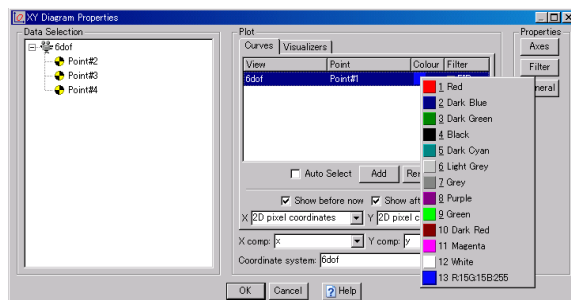 XY Diagram Properties
Data Selection
6dof
Point#2
Point#3
Point#4
Plot
Curves Visualizers
View Point Colour Filter
6dof Point#1
Auto Select Add
Show before now Show
X 2D pixel coordinates Y 2D pixel
X comp: x Y comp: y
Coordinate system: 6dof
1 Red
2 Dark Blue
3 Dark Green
4 Black
5 Dark Cyan
6 Light Grey
7 Grey
8 Purple
9 Green
10 Dark Red
11 Magenta
12 White
13 R:15G:15B:255
Properties
Axes
Filter
OK Cancel Help